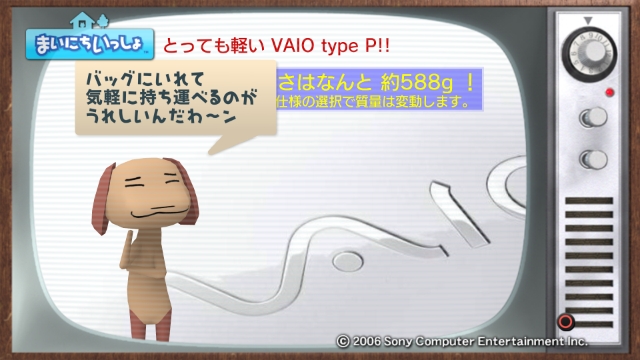 まいにちいっしょ
とっても軽い VAIO type P!!
バッグにいれて
気軽に持ち運べるのが
うれしいんだわ〜ン
さはなんと 約588g ！
仕様の選択で質量は変動します。
VAIO
© 2006 Sony Computer Entertainment Inc.